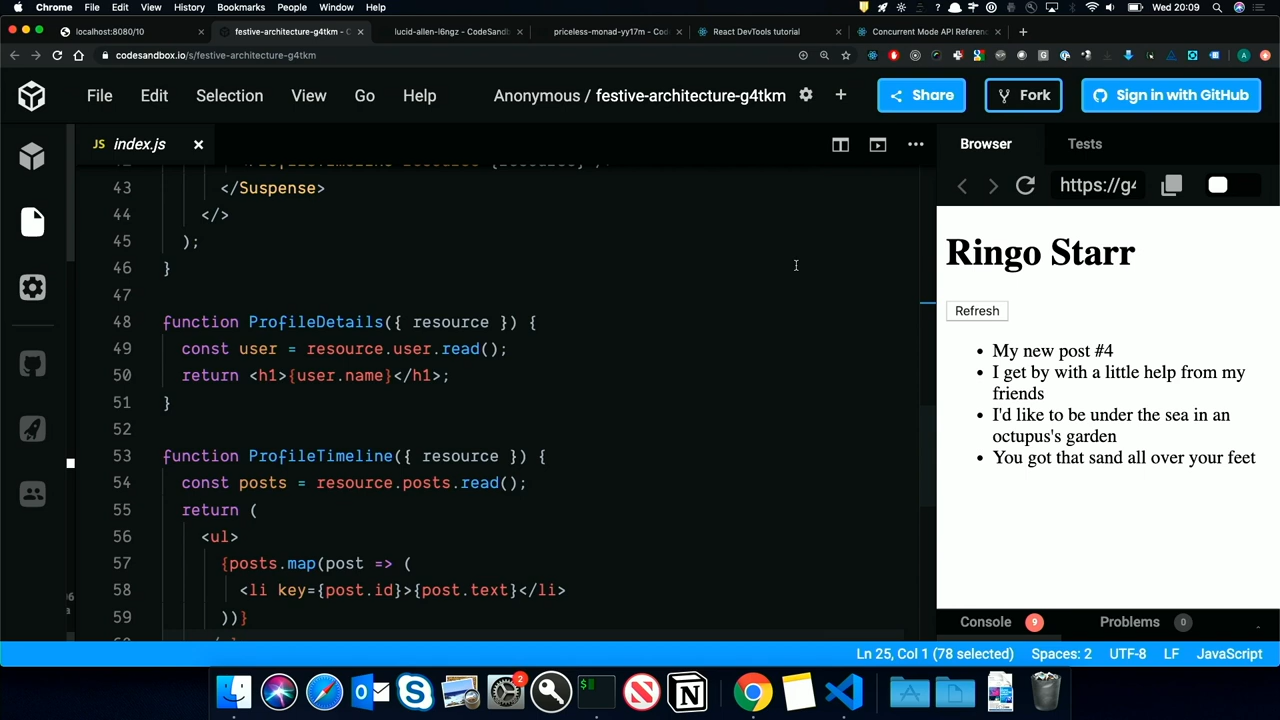 Chrome File Edit View History Bookmarks People Window Help Wed 20:09
localhost:8080/10 festive-architecture-g4tkm - C lucid-allen-l6ngz - CodeSandb priceless-monad-yy17m - Cod React DevTools tutorial Concurrent Mode API Referenc
codesandbox.io/s/festive-architecture-g4tkm
File Edit Selection View Go Help Anonymous / festive-architecture-g4tkm Share Fork Sign in with GitHub
JS index.js
Browser Tests
https://g4
43 </Suspense>
44 </>
45 );
46 }
47
48 function ProfileDetails({ resource }) {
49 const user = resource.user.read();
50 return <h1>{user.name}</h1>;
51 }
52
53 function ProfileTimeline({ resource }) {
54 const posts = resource.posts.read();
55 return (
56 <ul>
57 {posts.map(post => (
58 <li key={post.id}>{post.text}</li>
59 ))}
Ringo Starr
Refresh
• My new post #4
• I get by with a little help from my
friends
• I'd like to be under the sea in an
octupus's garden
• You got that sand all over your feet
Console 9 Problems 0
Ln 25, Col 1 (78 selected) Spaces: 2 UTF-8 LF JavaScript
2